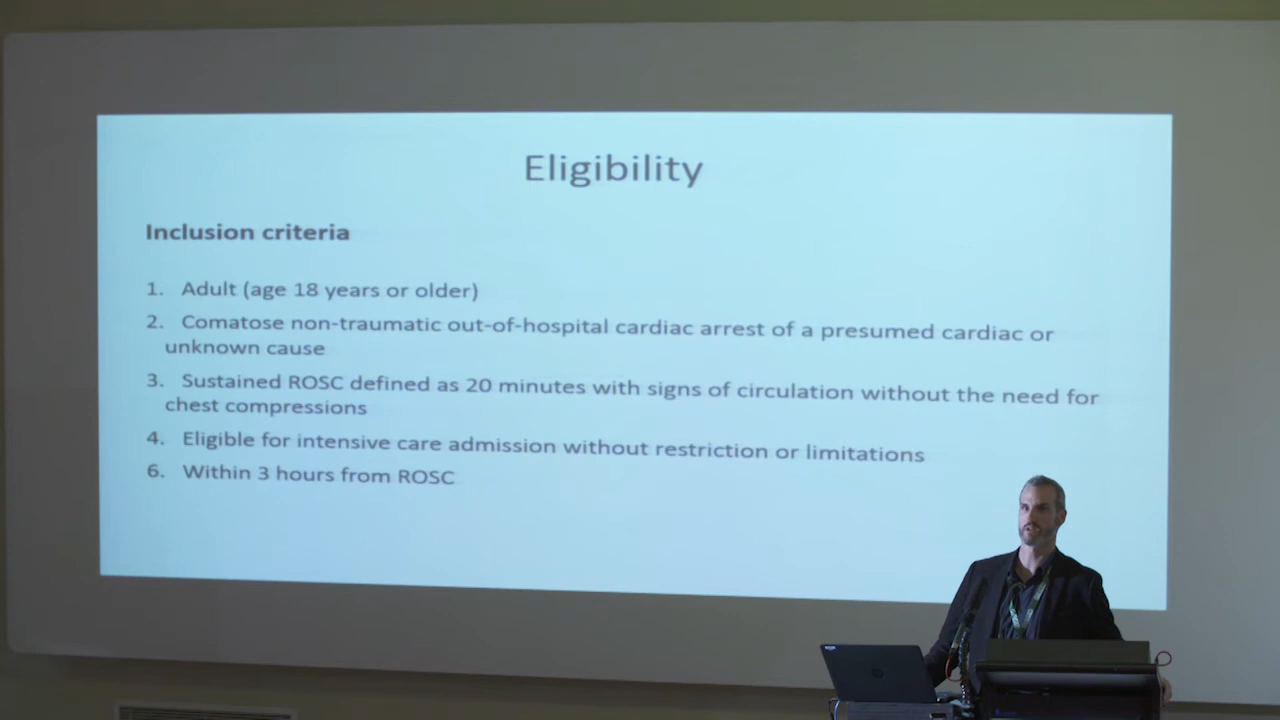 Eligibility
Inclusion criteria
1. Adult (age 18 years or older)
2. Comatose non-traumatic out-of-hospital cardiac arrest of a presumed cardiac or
unknown cause
3. Sustained ROSC defined as 20 minutes with signs of circulation without the need for
chest compressions
4. Eligible for intensive care admission without restriction or limitations
6. Within 3 hours from ROSC